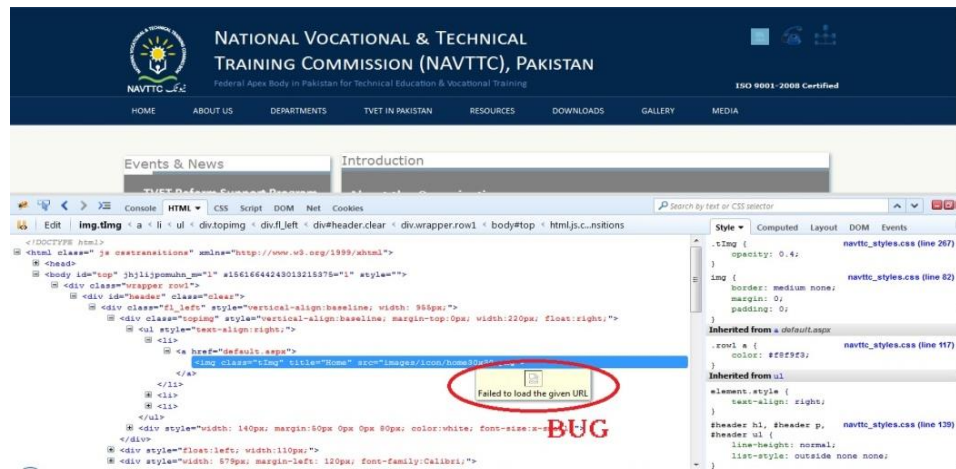 NATIONAL VOCATIONAL & TECHNICAL
TRAINING COMMISSION (NAVTTC), PAKISTAN
Federal Apex Body in Pakistan for Technical Education & Vocational Training
NAVTTC
ISO 9001-2008 Certified
HOME ABOUT US DEPARTMENTS TVET IN PAKISTAN RESOURCES DOWNLOADS GALLERY MEDIA
Events & News
Introduction
TVET Reform Support Program
Console HTML CSS Script DOM Net Cookies
Search by text or CSS selector
Edit img.tImg < a < li < ul < div.topimg < div.fl_left < div#header.clear < div.wrapper.row1 < body#top < html.js.c...nsitions
Style Computed Layout DOM Events
<!DOCTYPE html>
<html class=" js csstransitions" xmlns="http://www.w3.org/1999/xhtml">
<head>
<body id="top" jhjlijpomuhn_m="1" style="">
<div class="wrapper row1">
<div id="header" class="clear">
<div class="fl_left" style="vertical-align:baseline; width: 955px;">
<div class="topimg" style="vertical-align:baseline; margin-top:0px; width:220px; float:right;">
<ul style="text-align:right;">
<li>
<a href="default.aspx">
<img class="tImg" title="Home" src="images/icon/home30x30
</a>
</li>
<li>
<li>
</ul>
<div style="width: 140px; margin:50px 0px 0px 80px; color:white;
</div>
<div style="float:left; width:110px;">
<div style="width: 579px; margin-left: 120px; font-family:Calibri;">
Failed to load the given URL
BUG
.tImg { navttc_styles.css (line 267)
opacity: 0.4;
}
img { navttc_styles.css (line 82)
border: medium none;
margin: 0;
padding: 0;
}
Inherited from a default.aspx
.row1 a { navttc_styles.css (line 117)
color: #f8f9f3;
}
Inherited from ul
element.style {
text-align: right;
}
#header h1, #header p, navttc_styles.css (line 139)
#header ul {
line-height: normal;
list-style: outside none none;
}